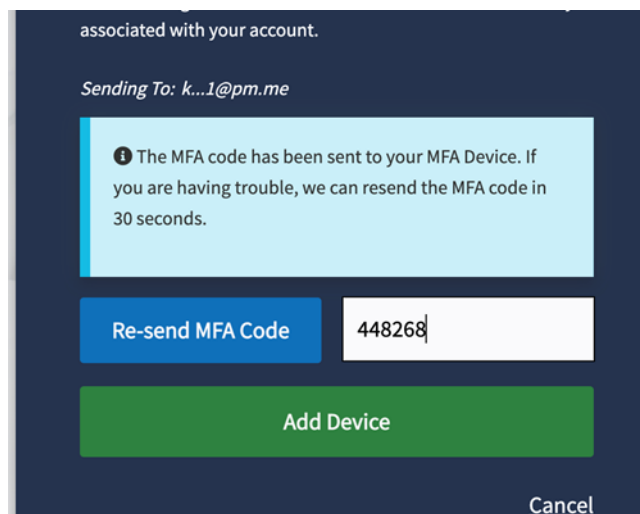 associated with your account.
Sending To: k...1@pm.me
The MFA code has been sent to your MFA Device. If
you are having trouble, we can resend the MFA code in
30 seconds.
Re-send MFA Code
448268
Add Device
Cancel